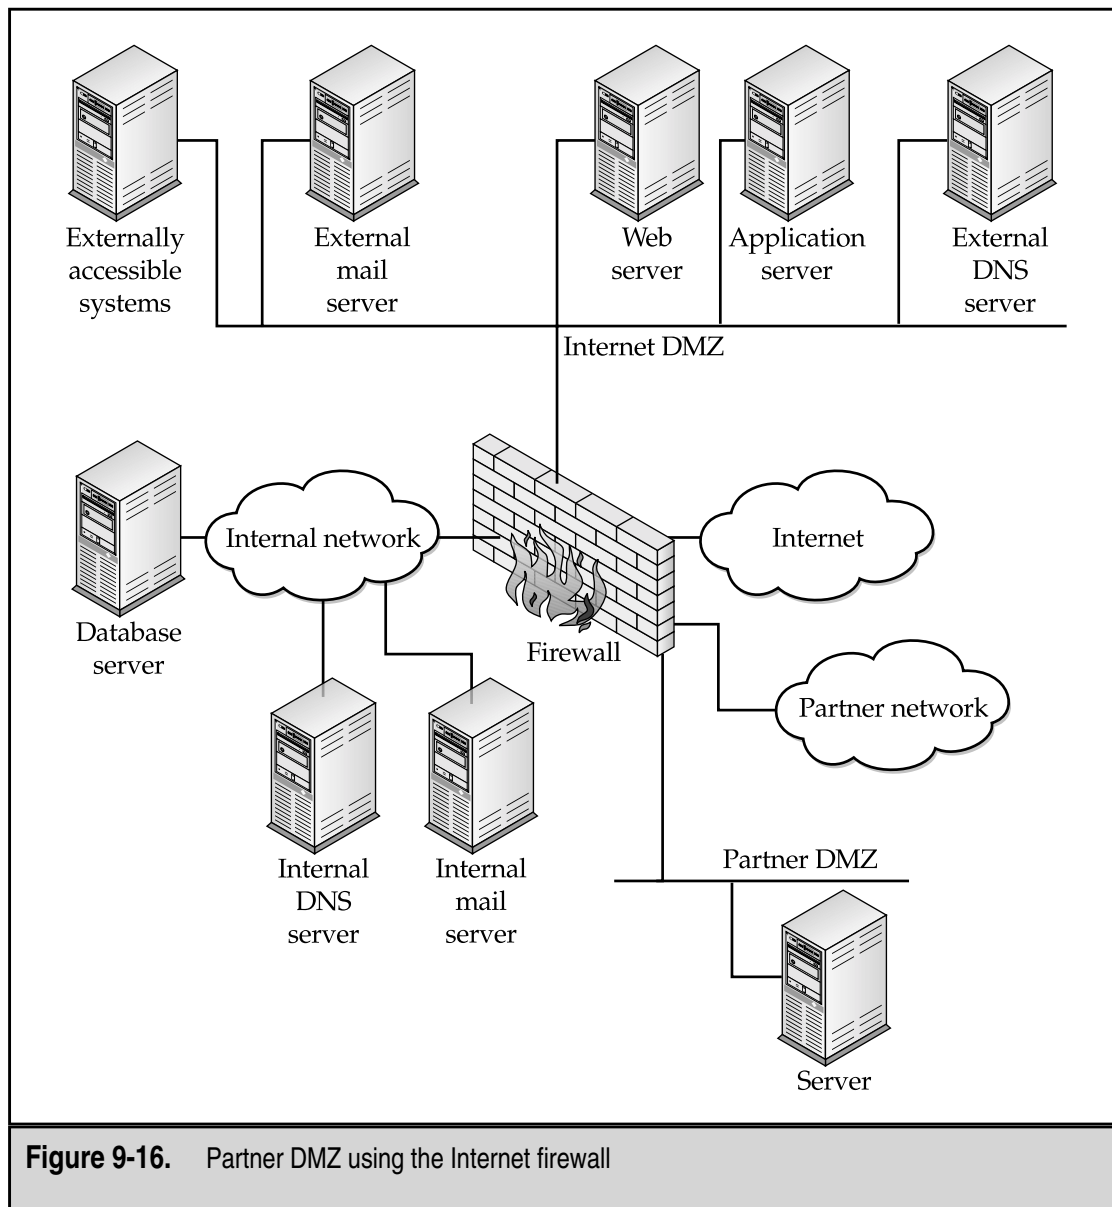 Externally
accessible
systems
External
mail
server
Web
server
Application
server
External
DNS
server
Internet DMZ
Database
server
Internal network
Firewall
Internet
Partner network
Internal
DNS
server
Internal
mail
server
Partner DMZ
Server
Figure 9-16. Partner DMZ using the Internet firewall